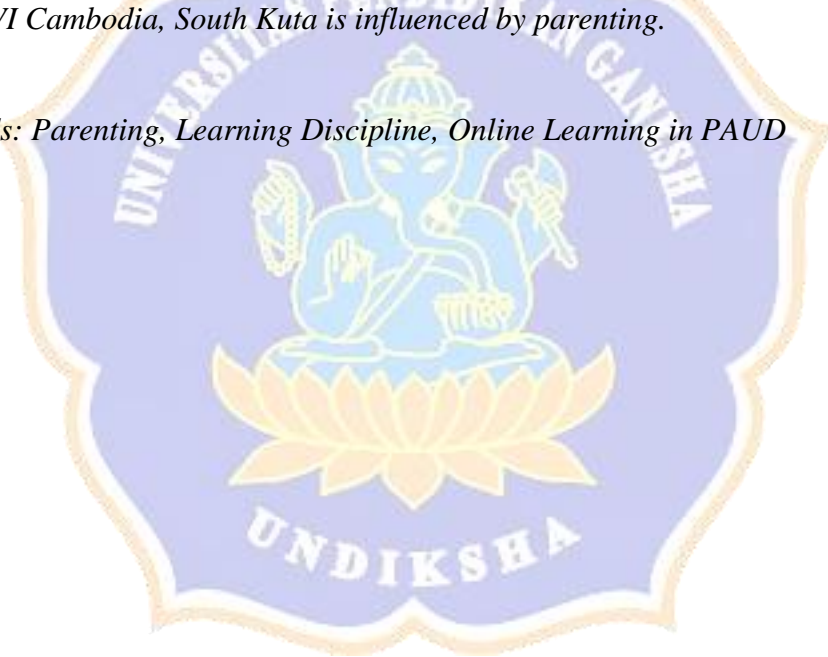 VI Cambodia, South Kuta is influenced by parenting.
UNIVERSITAS PENDIDIKAN GANESHA
s: Parenting, Learning Discipline, Online Learning in PAUD
UNDIKSHA